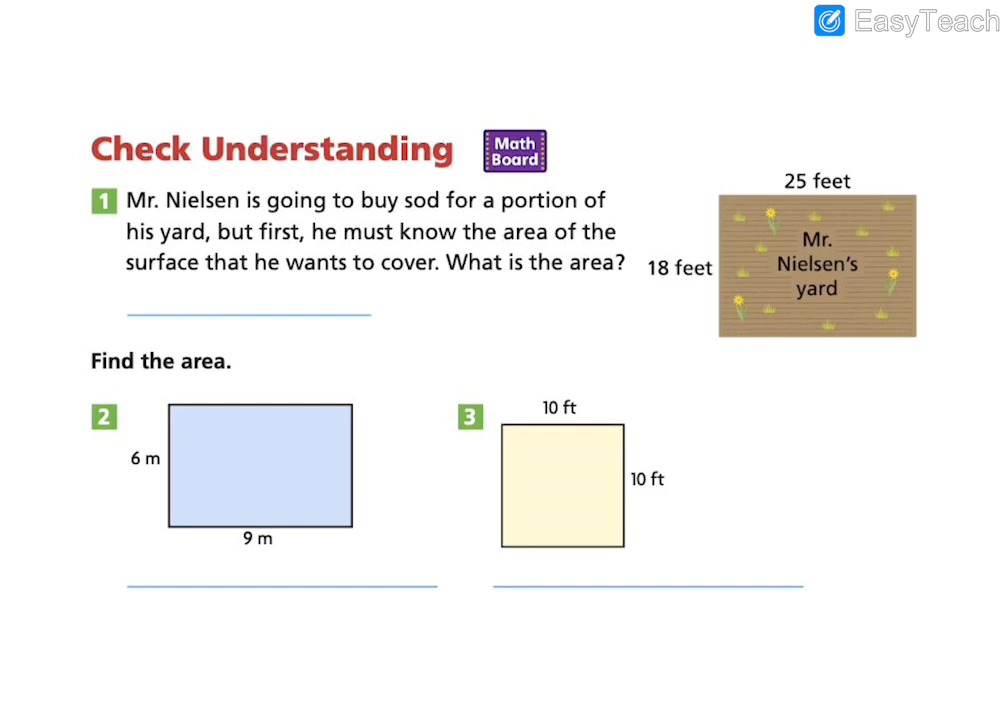 EasyTeach
Check Understanding
Math
Board
1 Mr. Nielsen is going to buy sod for a portion of
his yard, but first, he must know the area of the
surface that he wants to cover. What is the area?
25 feet
18 feet
Mr.
Nielsen's
yard
Find the area.
2
6 m
9 m
3
10 ft
10 ft